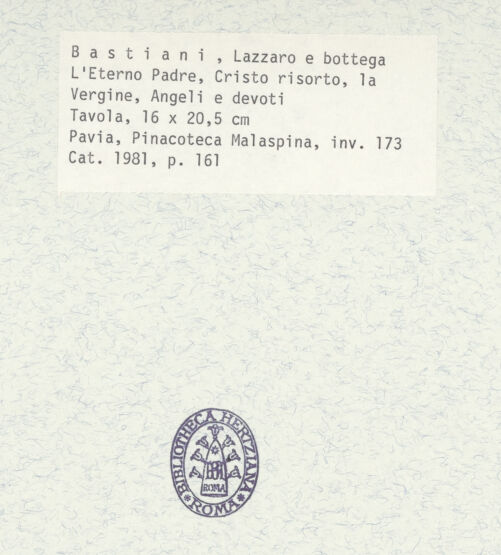 B a s t i a n i , Lazzaro e bottega
L'Eterno Padre, Cristo risorto, la
Vergine, Angeli e devoti
Tavola, 16 x 20,5 cm
Pavia, Pinacoteca Malaspina, inv. 173
Cat. 1981, p. 161
BIBLIOTHECA HERTZIANA
ROMA
ROMA